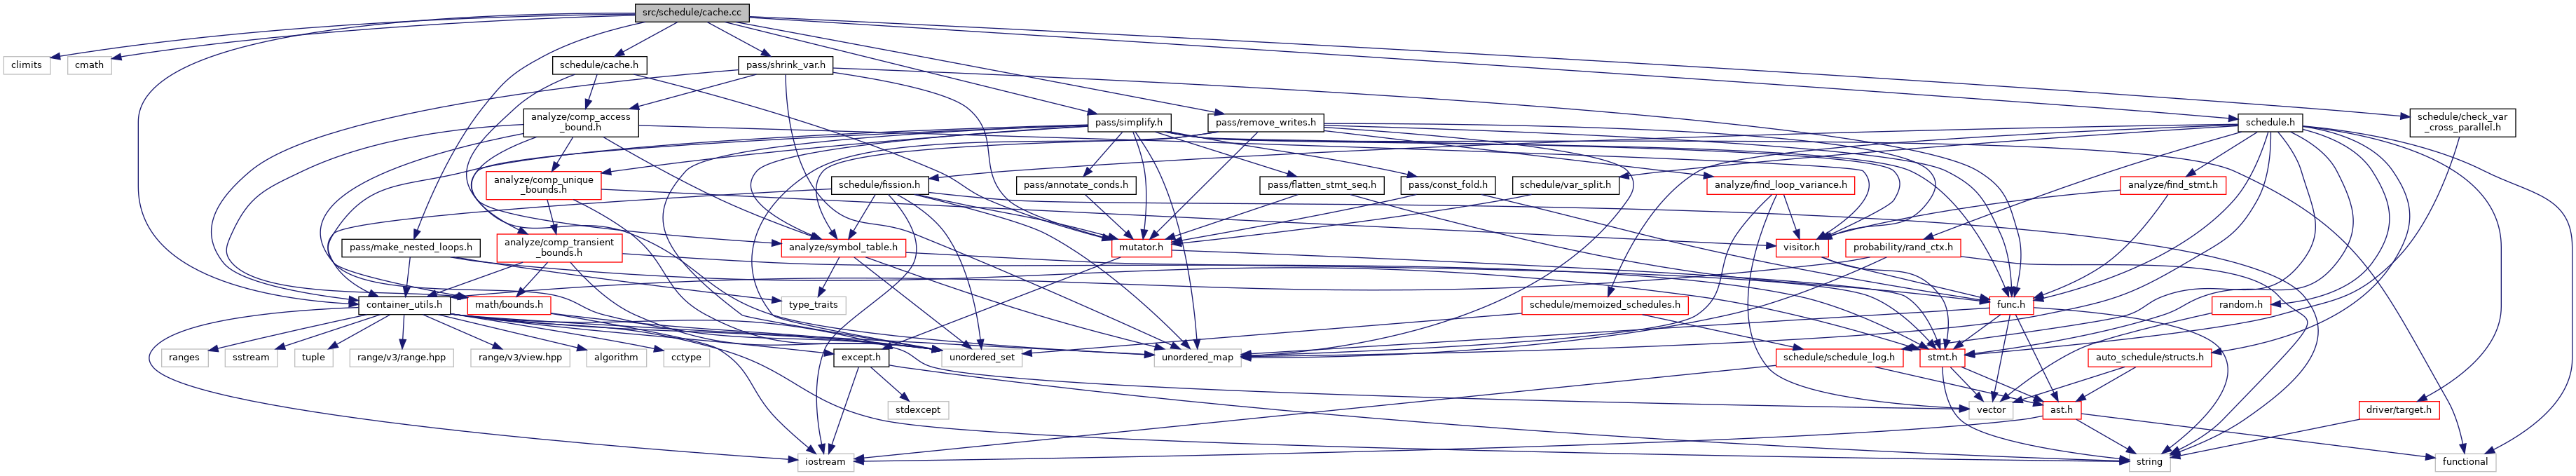 src/schedule/cache.cc
climits
cmath
schedule/cache.h
pass/shrink_var.h
analyze/comp_access
_bound.h
pass/simplify.h
pass/remove_writes.h
schedule.h
schedule/check_var
_cross_parallel.h
analyze/comp_unique
_bounds.h
schedule/fission.h
pass/annotate_conds.h
pass/flatten_stmt_seq.h
pass/const_fold.h
schedule/var_split.h
analyze/find_loop_variance.h
analyze/find_stmt.h
pass/make_nested_loops.h
analyze/comp_transient
_bounds.h
analyze/symbol_table.h
mutator.h
visitor.h
probability/rand_ctx.h
container_utils.h
math/bounds.h
type_traits
schedule/memoized_schedules.h
func.h
random.h
ranges
sstream
tuple
range/v3/range.hpp
range/v3/view.hpp
algorithm
cctype
except.h
unordered_set
unordered_map
schedule/schedule_log.h
stmt.h
auto_schedule/structs.h
stdexcept
vector
ast.h
driver/target.h
iostream
string
functional